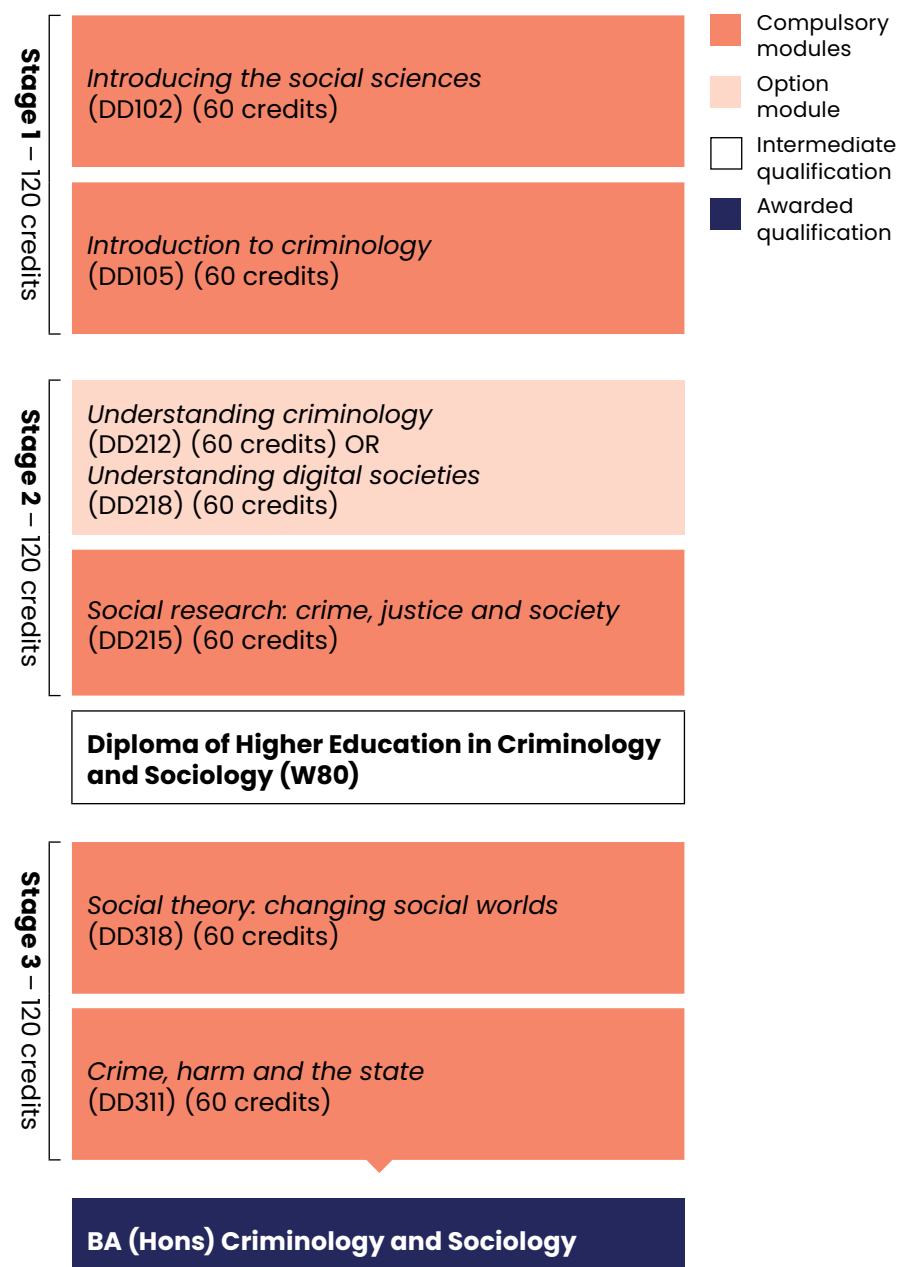 Stage 1 – 120 credits
Introducing the social sciences
(DD102) (60 credits)
Introduction to criminology
(DD105) (60 credits)
Compulsory
modules
Option
module
Intermediate
qualification
Awarded
qualification
Stage 2 – 120 credits
Understanding criminology
(DD212) (60 credits) OR
Understanding digital societies
(DD218) (60 credits)
Social research: crime, justice and society
(DD215) (60 credits)
Diploma of Higher Education in Criminology
and Sociology (W80)
Stage 3 – 120 credits
Social theory: changing social worlds
(DD318) (60 credits)
Crime, harm and the state
(DD311) (60 credits)
BA (Hons) Criminology and Sociology